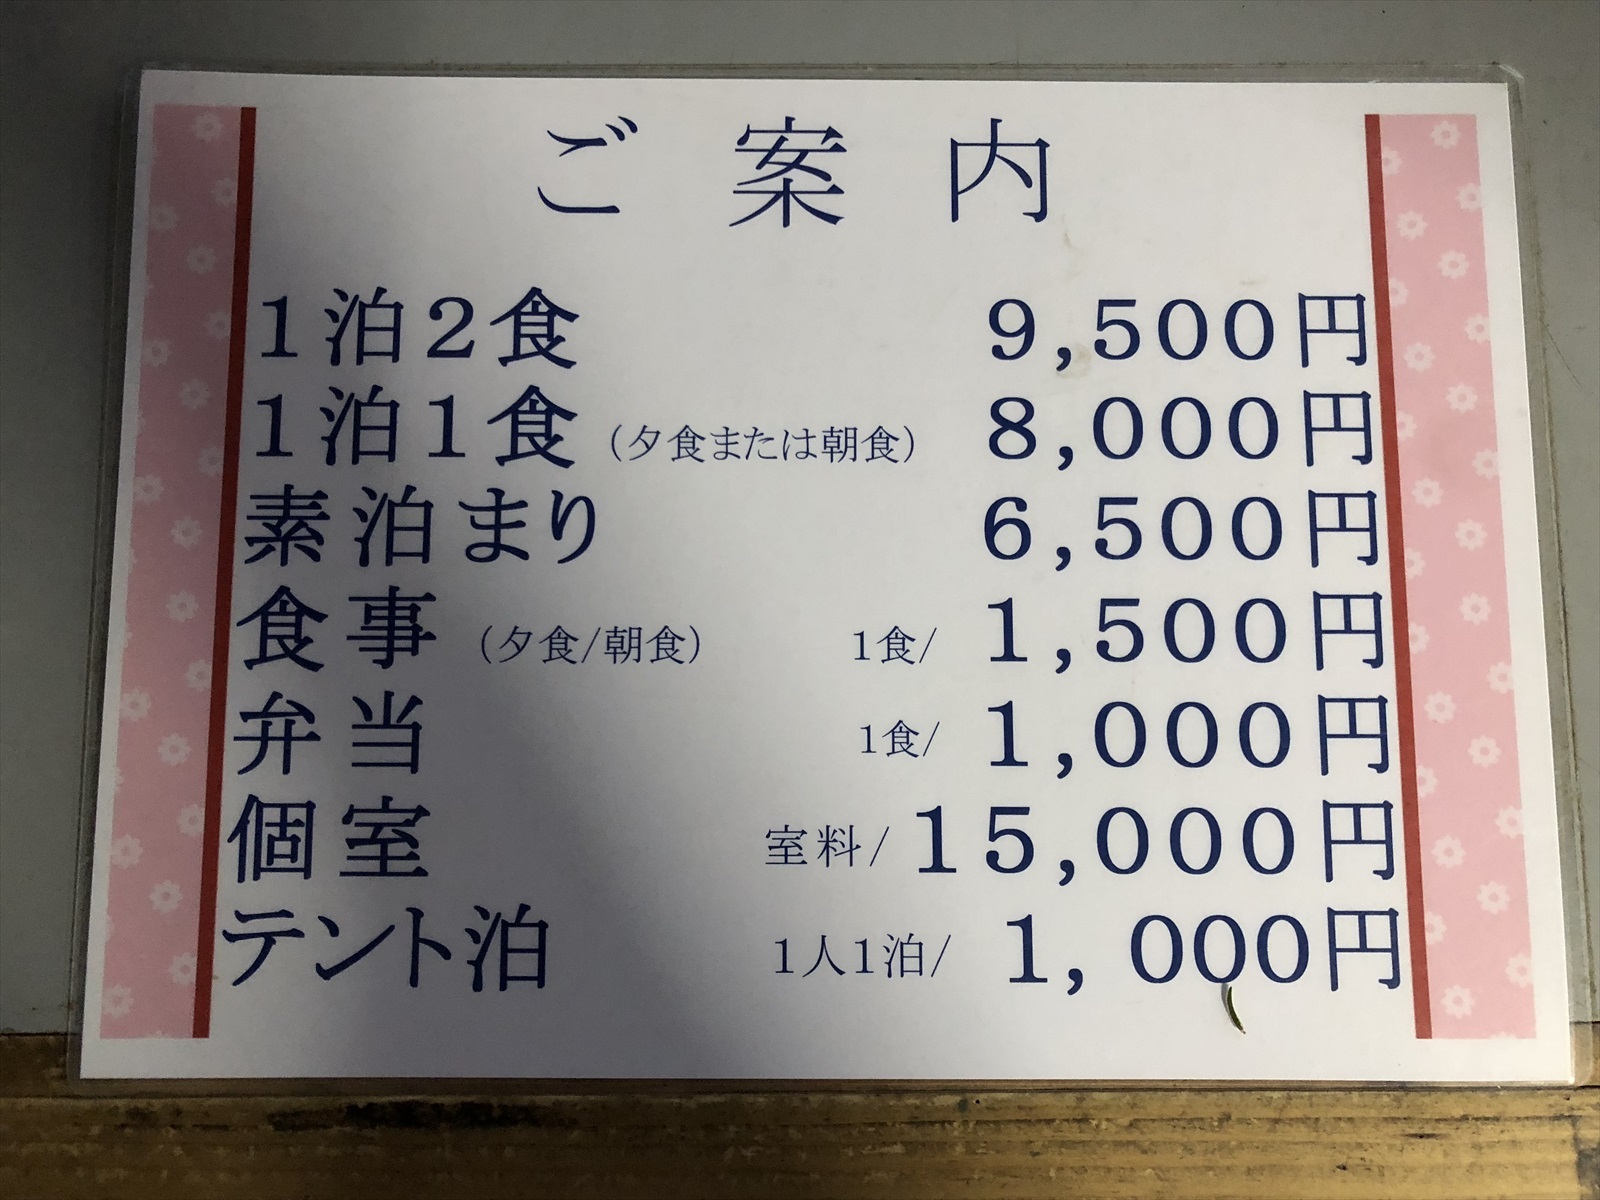 ご案内
1泊2食 9,500円
1泊1食 (夕食または朝食) 8,000円
素泊まり 6,500円
食事 (夕食/朝食) 1食/ 1,500円
弁当 1食/ 1,000円
個室 室料/ 15,000円
テント泊 1人1泊/ 1,000円